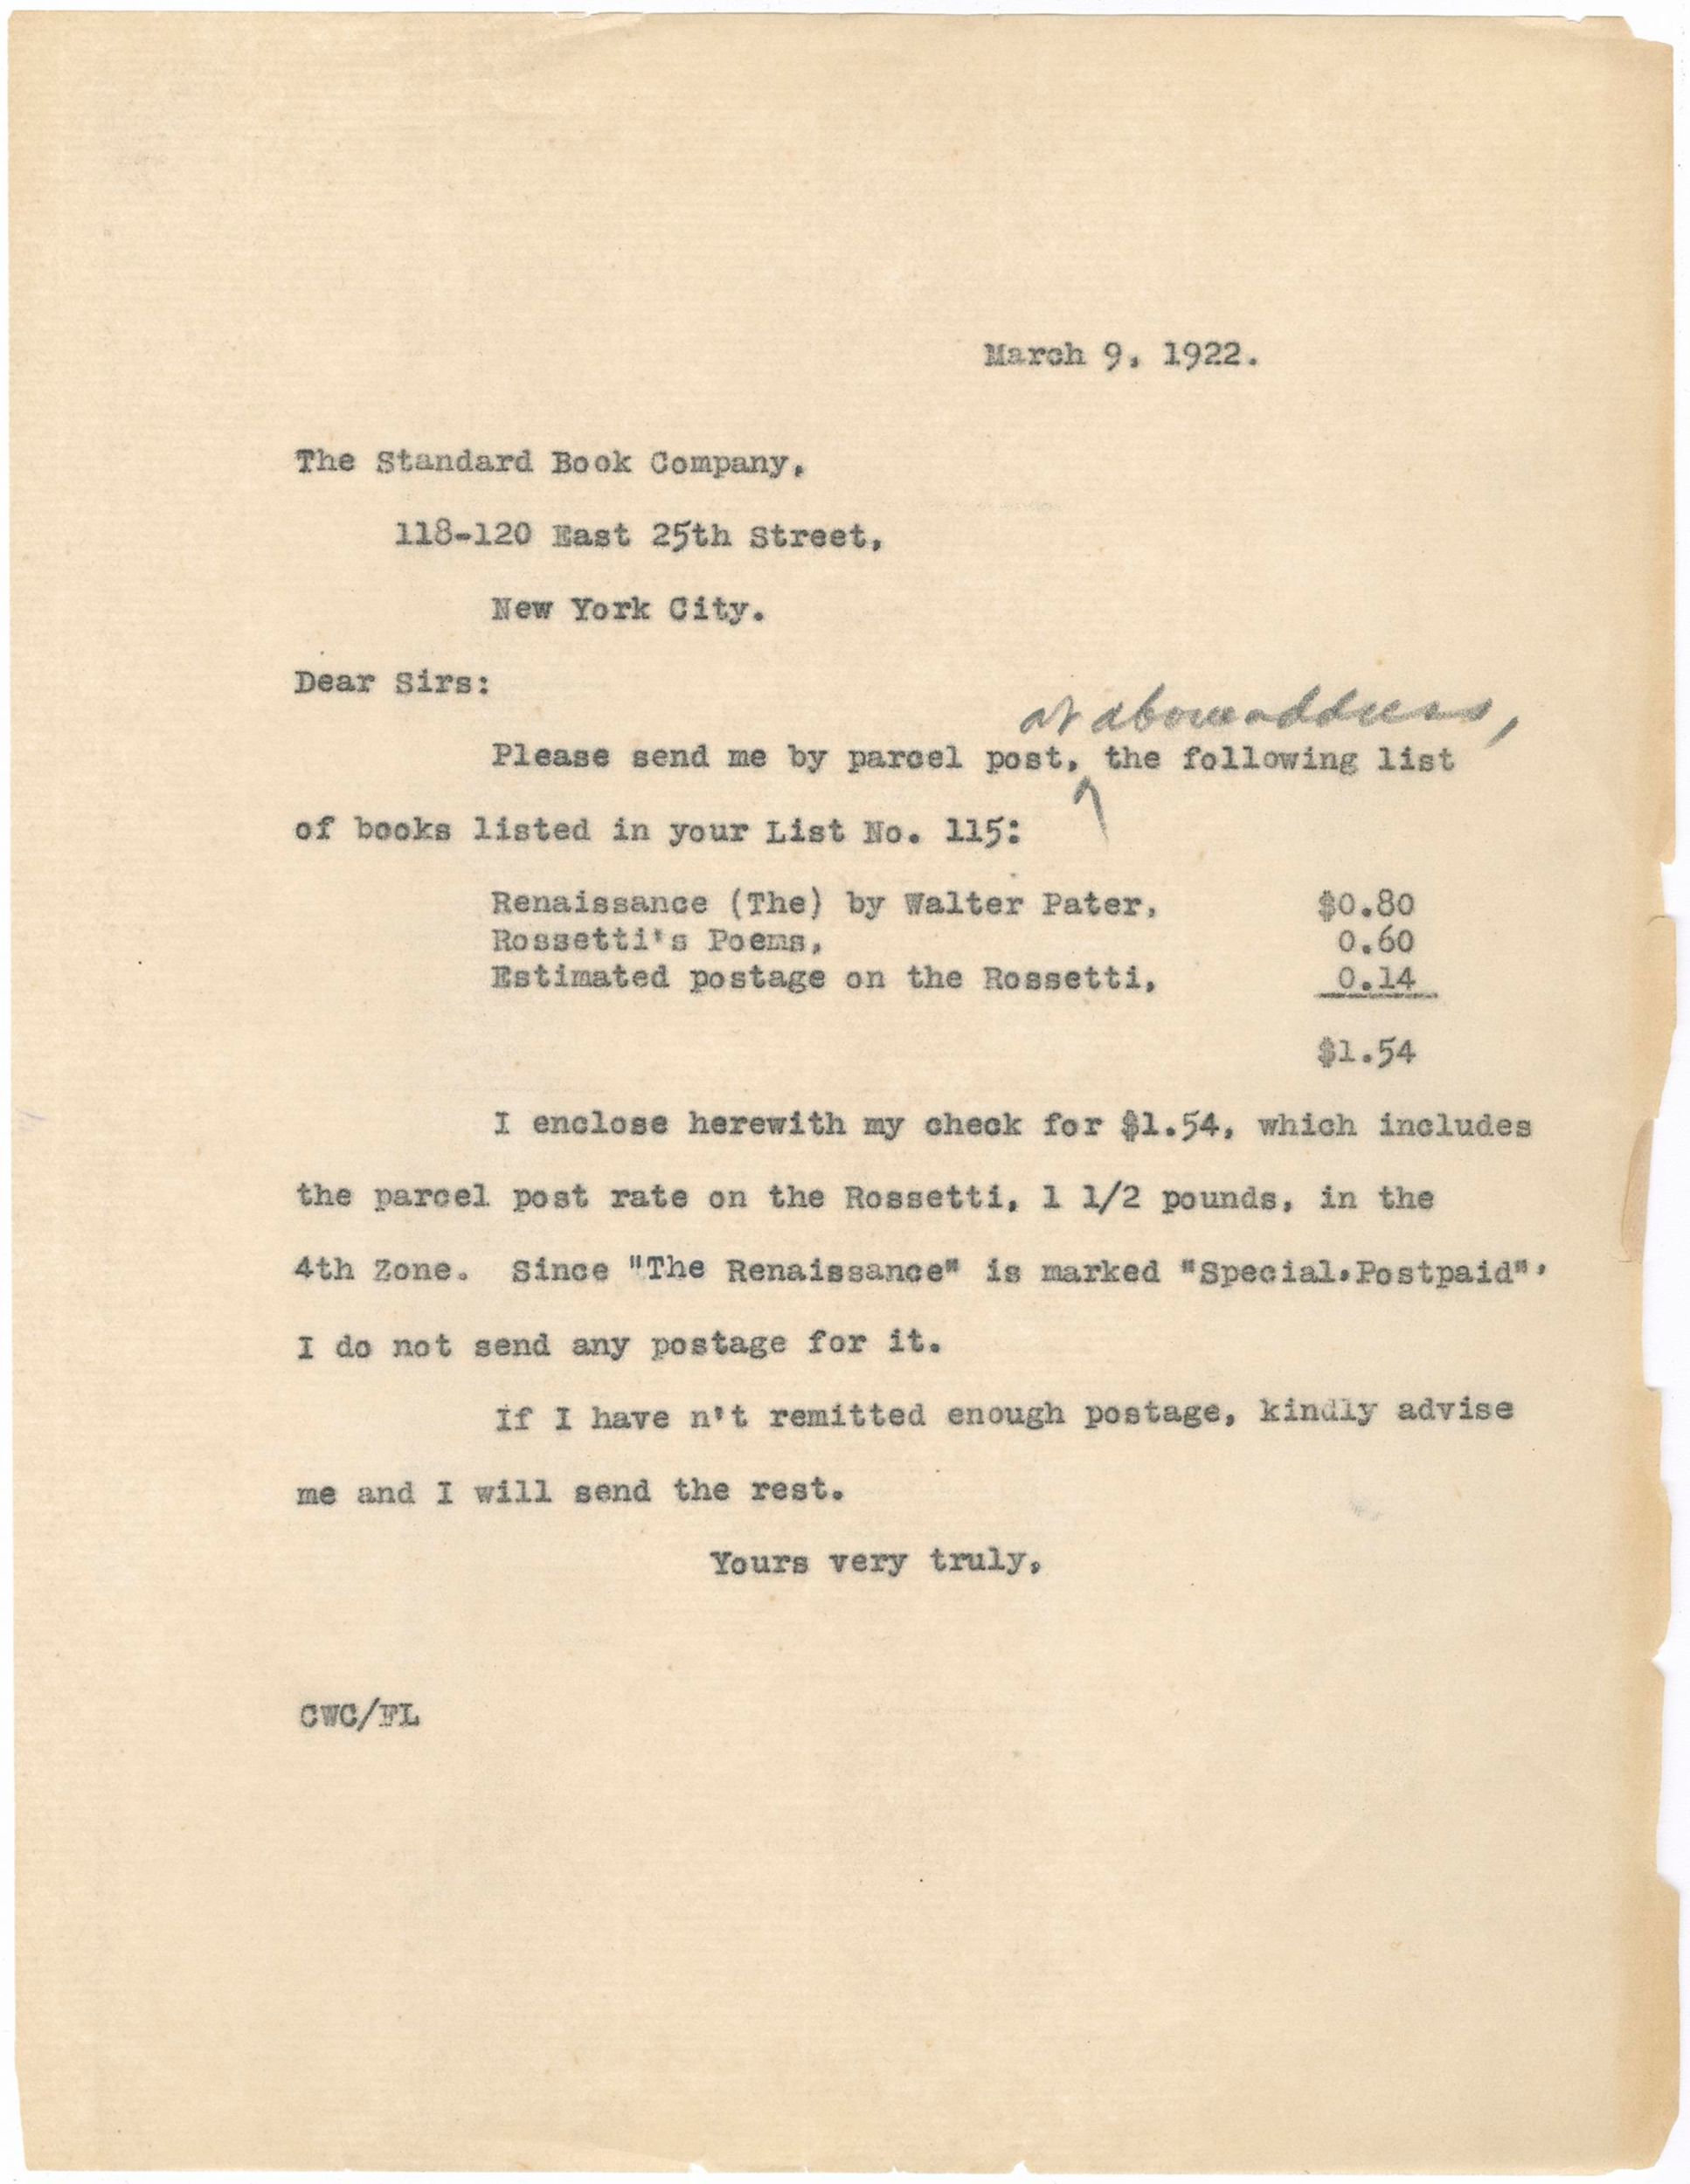 March 9, 1922.
The Standard Book Company,
118-120 East 25th Street,
New York City.
Dear Sirs:
at above address,
Please send me by parcel post, the following list
of books listed in your List No. 115:
Renaissance (The) by Walter Pater, $0.80
Rossetti's Poems, 0.60
Estimated postage on the Rossetti, 0.14
$1.54
I enclose herewith my check for $1.54, which includes
the parcel post rate on the Rossetti, 1 1/2 pounds, in the
4th Zone. Since "The Renaissance" is marked "Special,Postpaid",
I do not send any postage for it.
If I have n't remitted enough postage, kindly advise
me and I will send the rest.
Yours very truly,
CWC/FL